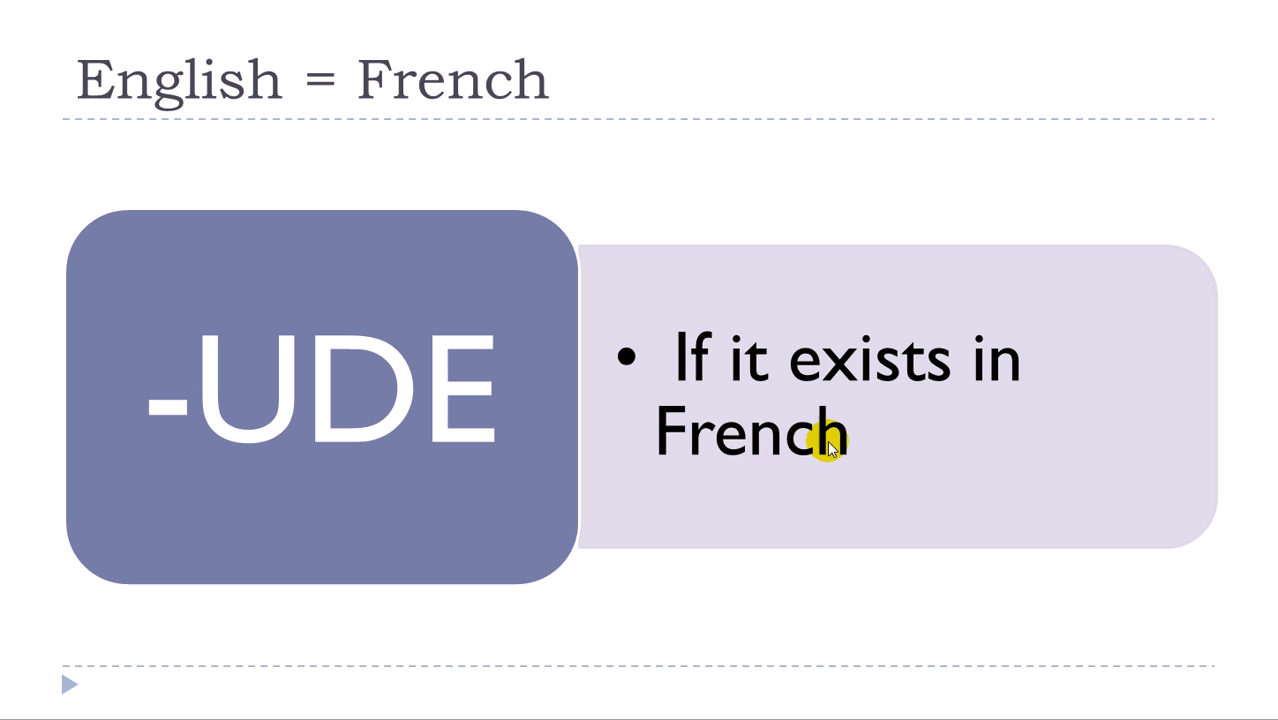 English = French
-UDE
• If it exists in
French